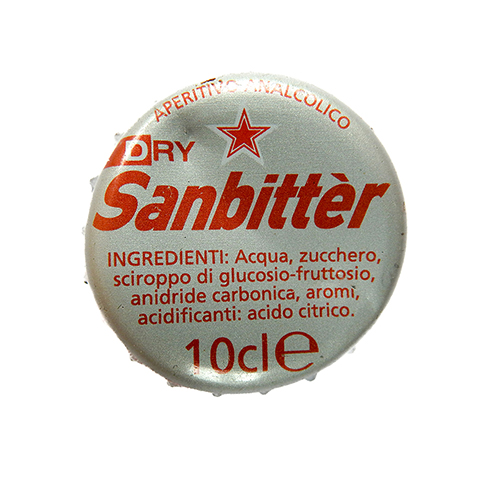 APERITIVO ANALCOLICO
DRY
Sanbittèr
INGREDIENTI: Acqua, zucchero,
sciroppo di glucosio-fruttosio,
anidride carbonica, aromi,
acidificanti: acido citrico.
10cl e